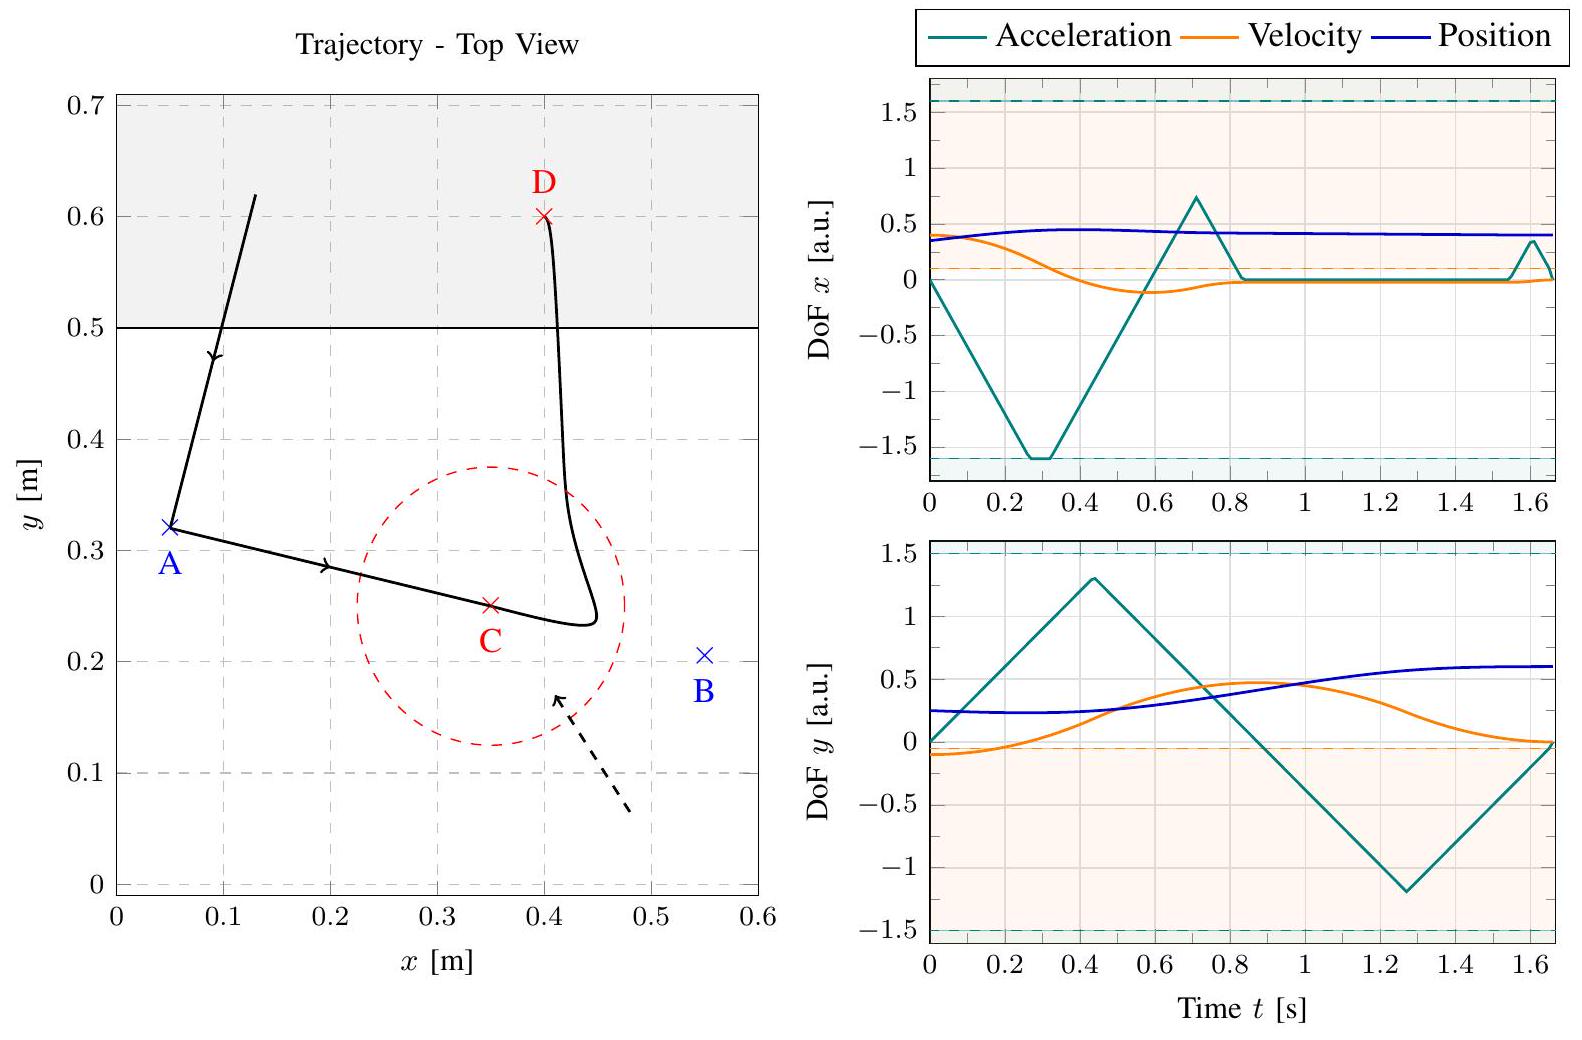 Trajectory - Top View
0.7
0.6
0.5
0.4
0.3
0.2
0.1
0
y [m]
D
A
C
B
0 0.1 0.2 0.3 0.4 0.5 0.6
x [m]
Acceleration Velocity Position
1.5
1
0.5
0
−0.5
−1
−1.5
DoF x [a.u.]
0 0.2 0.4 0.6 0.8 1 1.2 1.4 1.6
1.5
1
0.5
0
−0.5
−1
−1.5
DoF y [a.u.]
0 0.2 0.4 0.6 0.8 1 1.2 1.4 1.6
Time t [s]